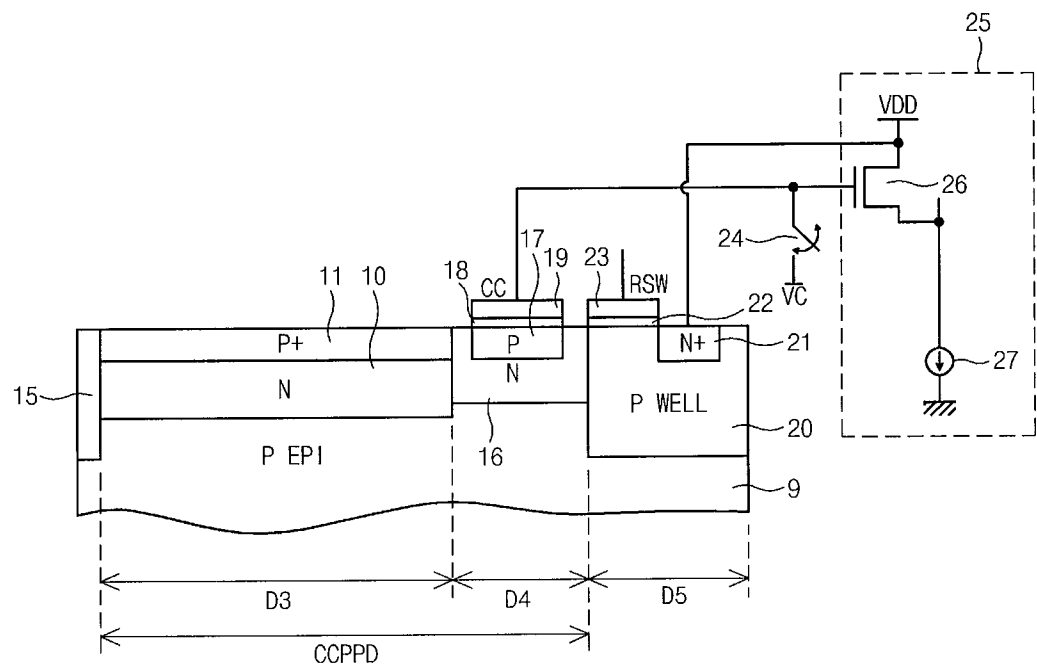 25
VDD
26
24
VC
17
23
19
RSW
CC
18
10
22
11
P+
P
N+
21
N
N
27
15
P WELL
P EPI
16
20
9
D3
D4
D5
CCPPD